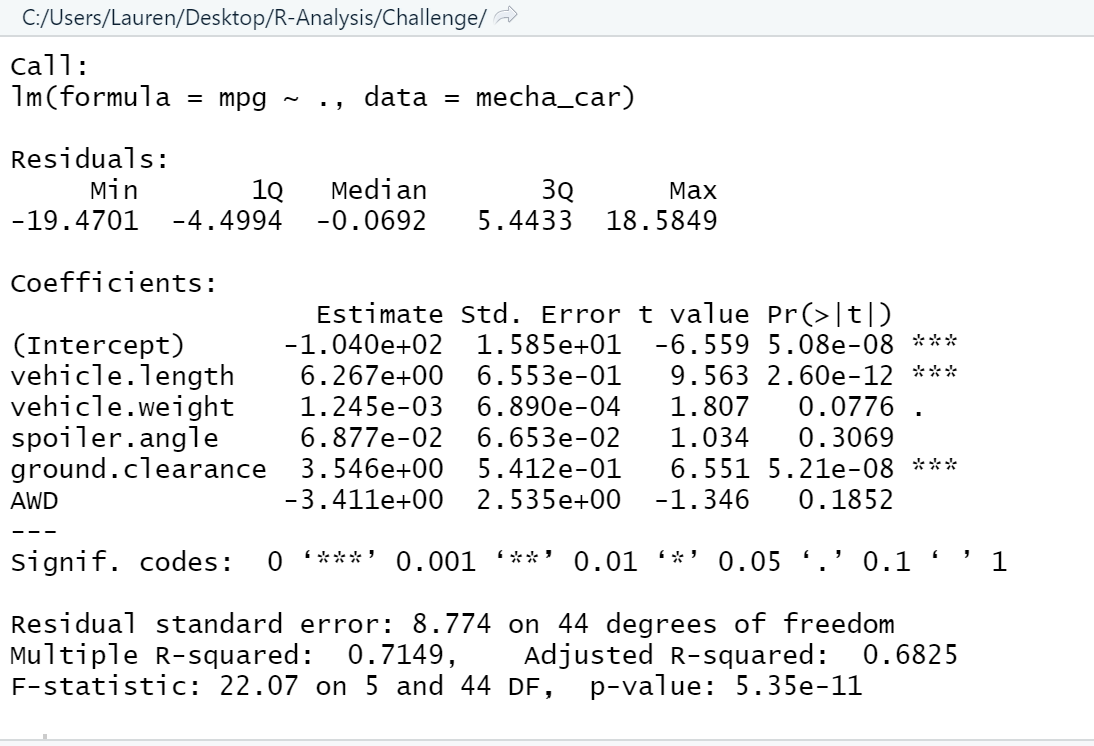 C:/Users/Lauren/Desktop/R-Analysis/Challenge/
Call:
lm(formula = mpg ~ ., data = mecha_car)
Residuals:
     Min       1Q   Median       3Q      Max
-19.4701  -4.4994  -0.0692   5.4433  18.5849
Coefficients:
                   Estimate Std. Error t value Pr(>|t|)
(Intercept)      -1.040e+02  1.585e+01  -6.559 5.08e-08 ***
vehicle.length    6.267e+00  6.553e-01   9.563 2.60e-12 ***
vehicle.weight    1.245e-03  6.890e-04   1.807   0.0776 .
spoiler.angle     6.877e-02  6.653e-02   1.034   0.3069
ground.clearance  3.546e+00  5.412e-01   6.551 5.21e-08 ***
AWD              -3.411e+00  2.535e+00  -1.346   0.1852
---
Signif. codes:  0 ‘***’ 0.001 ‘**’ 0.01 ‘*’ 0.05 ‘.’ 0.1 ‘ ’ 1
Residual standard error: 8.774 on 44 degrees of freedom
Multiple R-squared:  0.7149,    Adjusted R-squared:  0.6825
F-statistic: 22.07 on 5 and 44 DF,  p-value: 5.35e-11